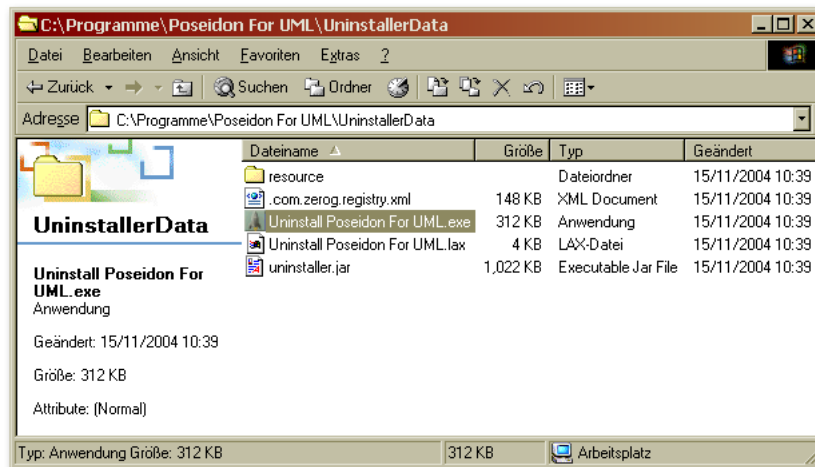 C:\Programme\Poseidon For UML\UninstallerData
Datei Bearbeiten Ansicht Favoriten Extras ?
Zurück Suchen Ordner
Adresse C:\Programme\Poseidon For UML\UninstallerData
Dateiname Größe Typ Geändert
resource Dateiordner 15/11/2004 10:39
.com.zerog.registry.xml 148 KB XML Document 15/11/2004 10:39
Uninstall Poseidon For UML.exe 312 KB Anwendung 15/11/2004 10:39
Uninstall Poseidon For UML.lax 4 KB LAX-Datei 15/11/2004 10:39
uninstaller.jar 1,022 KB Executable Jar File 15/11/2004 10:39
UninstallerData
Uninstall Poseidon For
UML.exe
Anwendung
Geändert: 15/11/2004 10:39
Größe: 312 KB
Attribute: (Normal)
Typ: Anwendung Größe: 312 KB 312 KB Arbeitsplatz